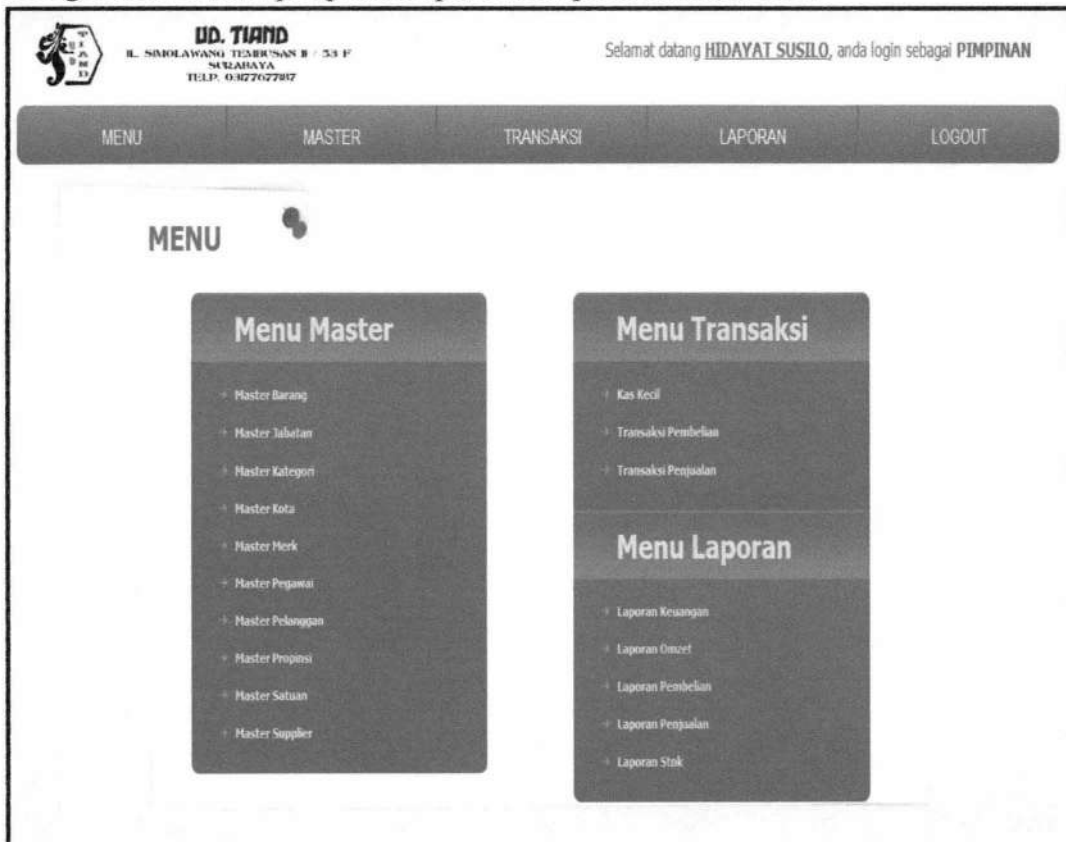 UD. TIAND
JL. SIMOLAWANG TEMBUSAN II / 53 F
SURABAYA
TELP. 03177677187
Selamat datang HIDAYAT SUSILO, anda login sebagai PIMPINAN
MENU MASTER TRANSAKSI LAPORAN LOGOUT
MENU
Menu Master
Master Barang
Master Jabatan
Master Kategori
Master Kota
Master Merk
Master Pegawai
Master Pelanggan
Master Propinsi
Master Satuan
Master Supplier
Menu Transaksi
Kas Kecil
Transaksi Pembelian
Transaksi Penjualan
Menu Laporan
Laporan Keuangan
Laporan Omzet
Laporan Pembelian
Laporan Penjualan
Laporan Stok